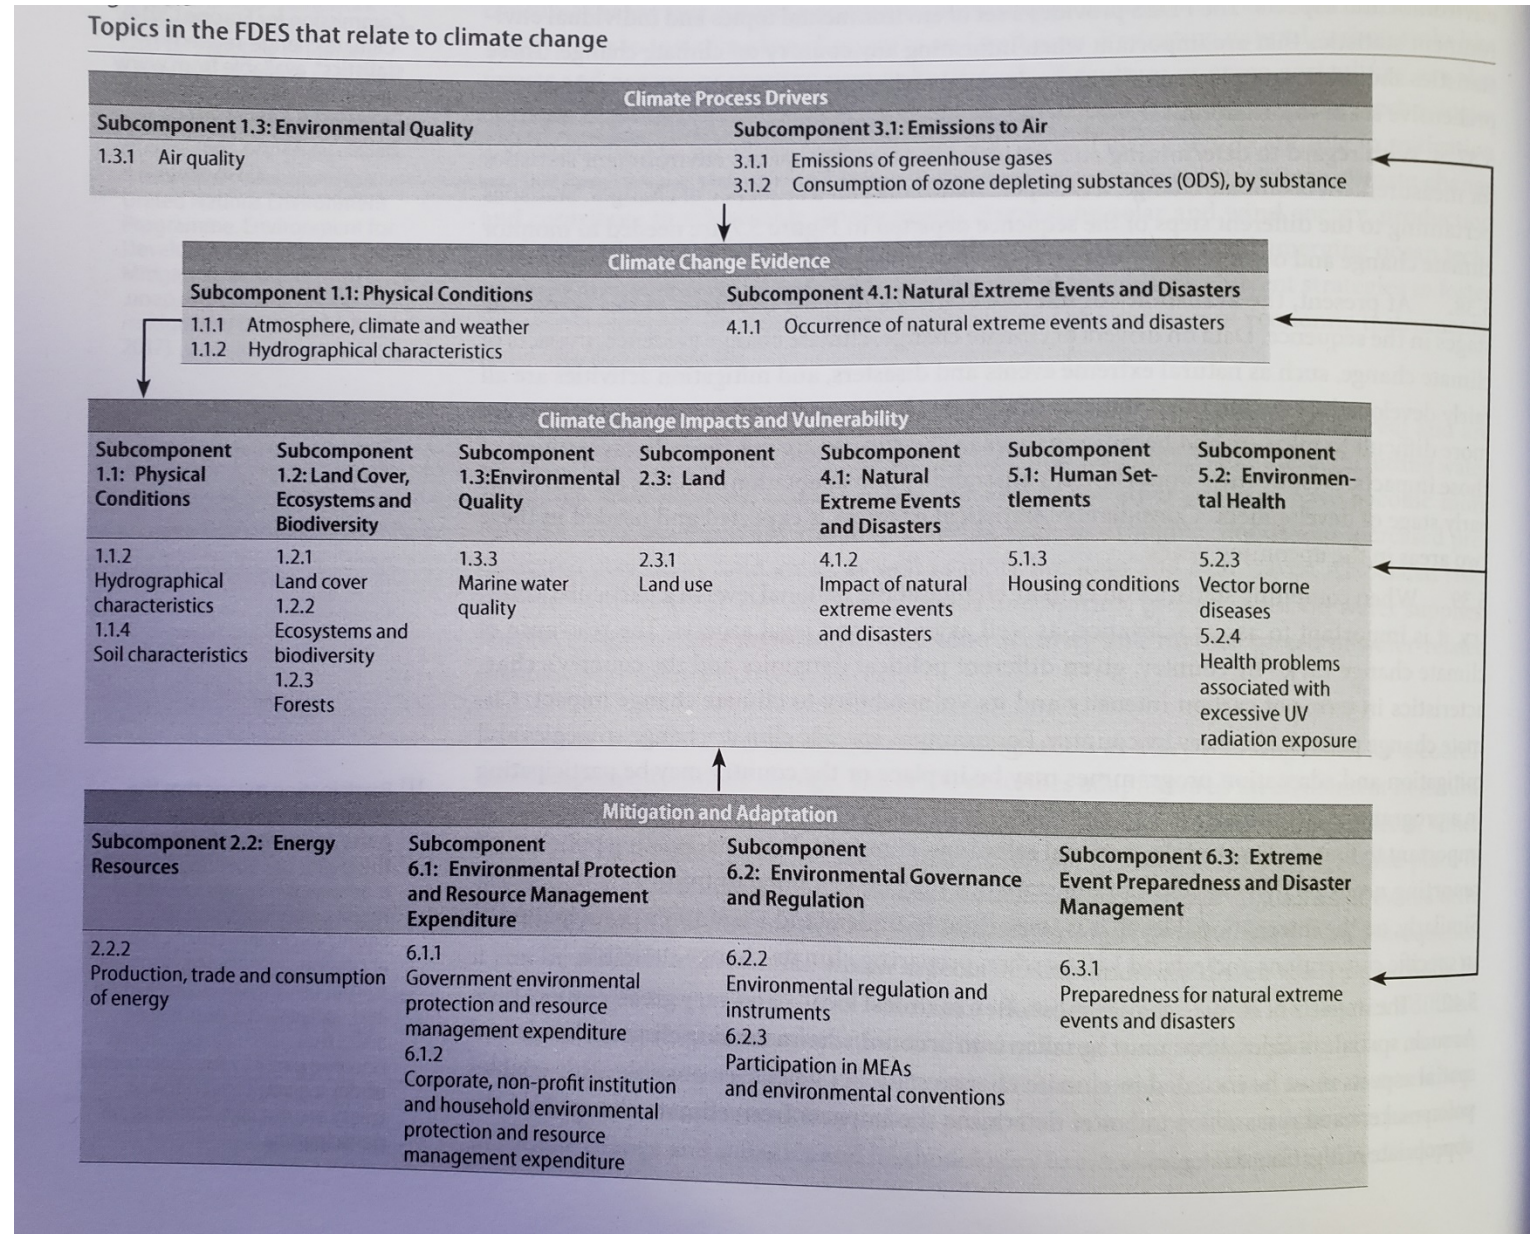 Topics in the FDES that relate to climate change
Climate Process Drivers
Subcomponent 1.3: Environmental Quality
1.3.1 Air quality
Subcomponent 3.1: Emissions to Air
3.1.1 Emissions of greenhouse gases
3.1.2 Consumption of ozone depleting substances (ODS), by substance
Climate Change Evidence
Subcomponent 1.1: Physical Conditions
1.1.1 Atmosphere, climate and weather
1.1.2 Hydrographical characteristics
Subcomponent 4.1: Natural Extreme Events and Disasters
4.1.1 Occurrence of natural extreme events and disasters
Climate Change Impacts and Vulnerability
Subcomponent
1.1: Physical
Conditions
1.1.2
Hydrographical
characteristics
1.1.4
Soil characteristics
Subcomponent
1.2: Land Cover,
Ecosystems and
Biodiversity
1.2.1
Land cover
1.2.2
Ecosystems and
biodiversity
1.2.3
Forests
Subcomponent
1.3:Environmental
Quality
1.3.3
Marine water
quality
Subcomponent
2.3: Land
2.3.1
Land use
Subcomponent
4.1: Natural
Extreme Events
and Disasters
4.1.2
Impact of natural
extreme events
and disasters
Subcomponent
5.1: Human Set-
tlements
5.1.3
Housing conditions
Subcomponent
5.2: Environmen-
tal Health
5.2.3
Vector borne
diseases
5.2.4
Health problems
associated with
excessive UV
radiation exposure
Mitigation and Adaptation
Subcomponent 2.2: Energy
Resources
2.2.2
Production, trade and consumption
of energy
Subcomponent
6.1: Environmental Protection
and Resource Management
Expenditure
6.1.1
Government environmental
protection and resource
management expenditure
6.1.2
Corporate, non-profit institution
and household environmental
protection and resource
management expenditure
Subcomponent
6.2: Environmental Governance
and Regulation
6.2.2
Environmental regulation and
instruments
6.2.3
Participation in MEAs
and environmental conventions
Subcomponent 6.3: Extreme
Event Preparedness and Disaster
Management
6.3.1
Preparedness for natural extreme
events and disasters